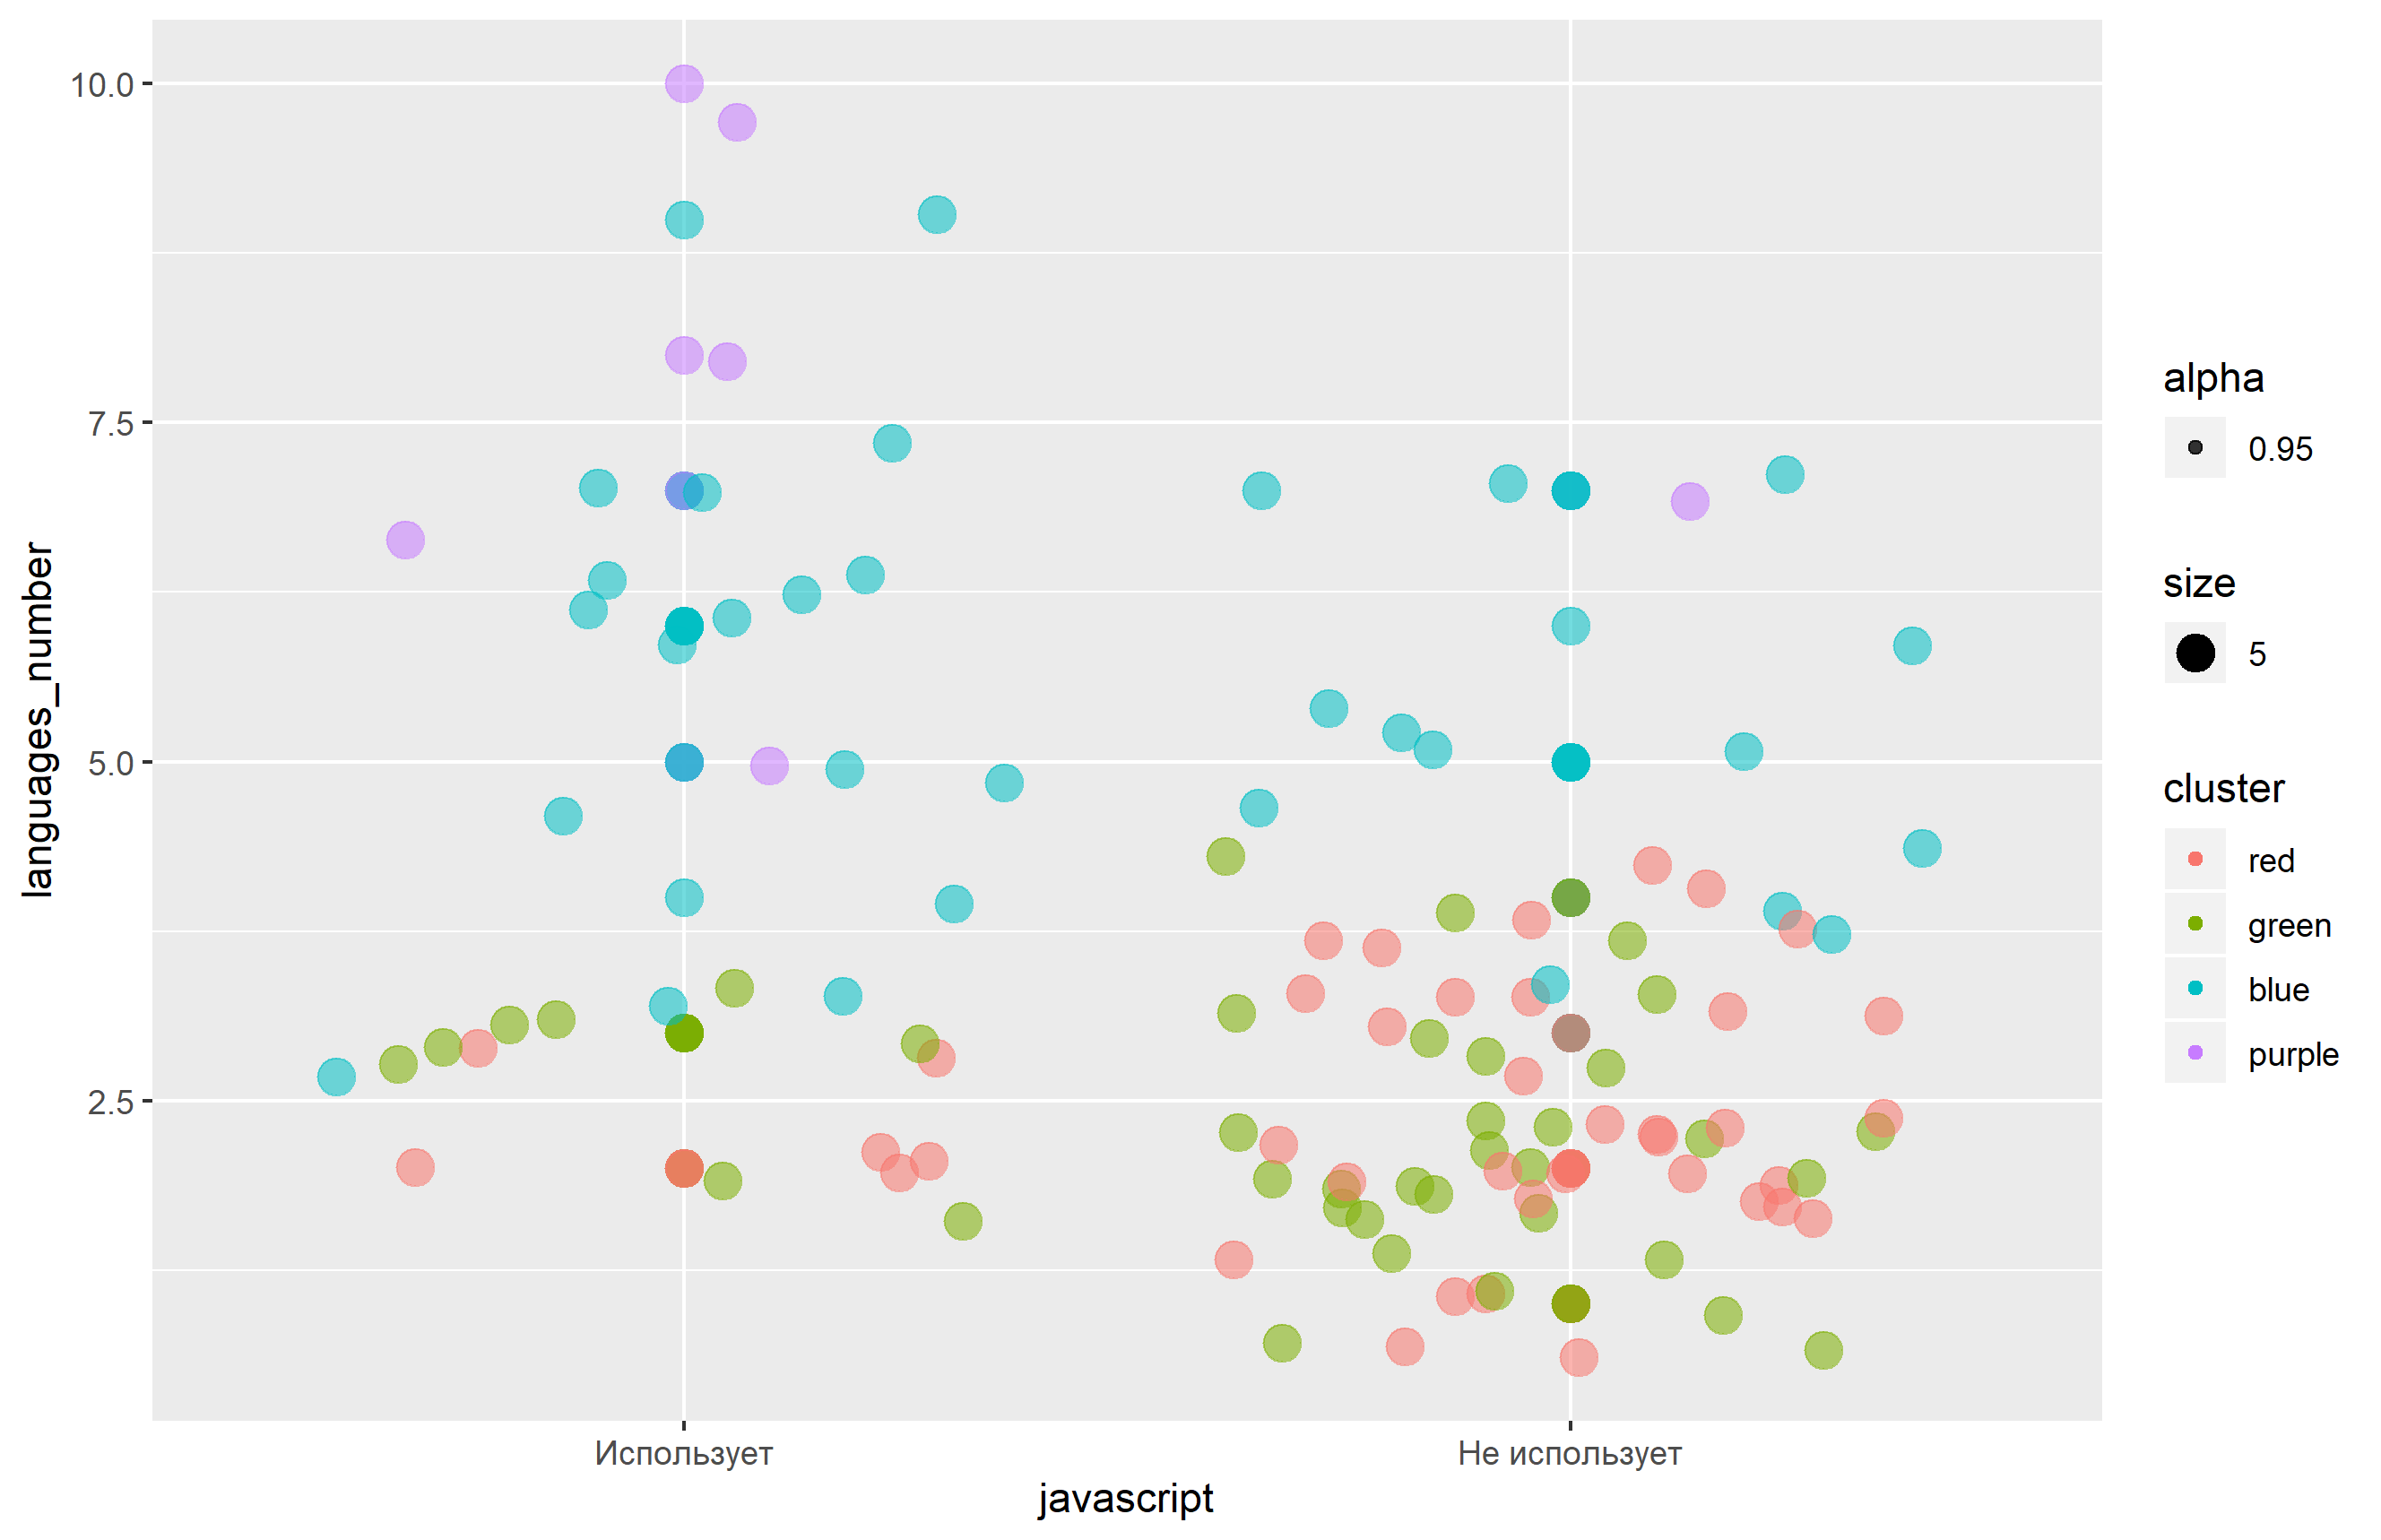 10.0
7.5
5.0
2.5
languages_number
Использует
Не использует
javascript
alpha
0.95
size
5
cluster
red
green
blue
purple